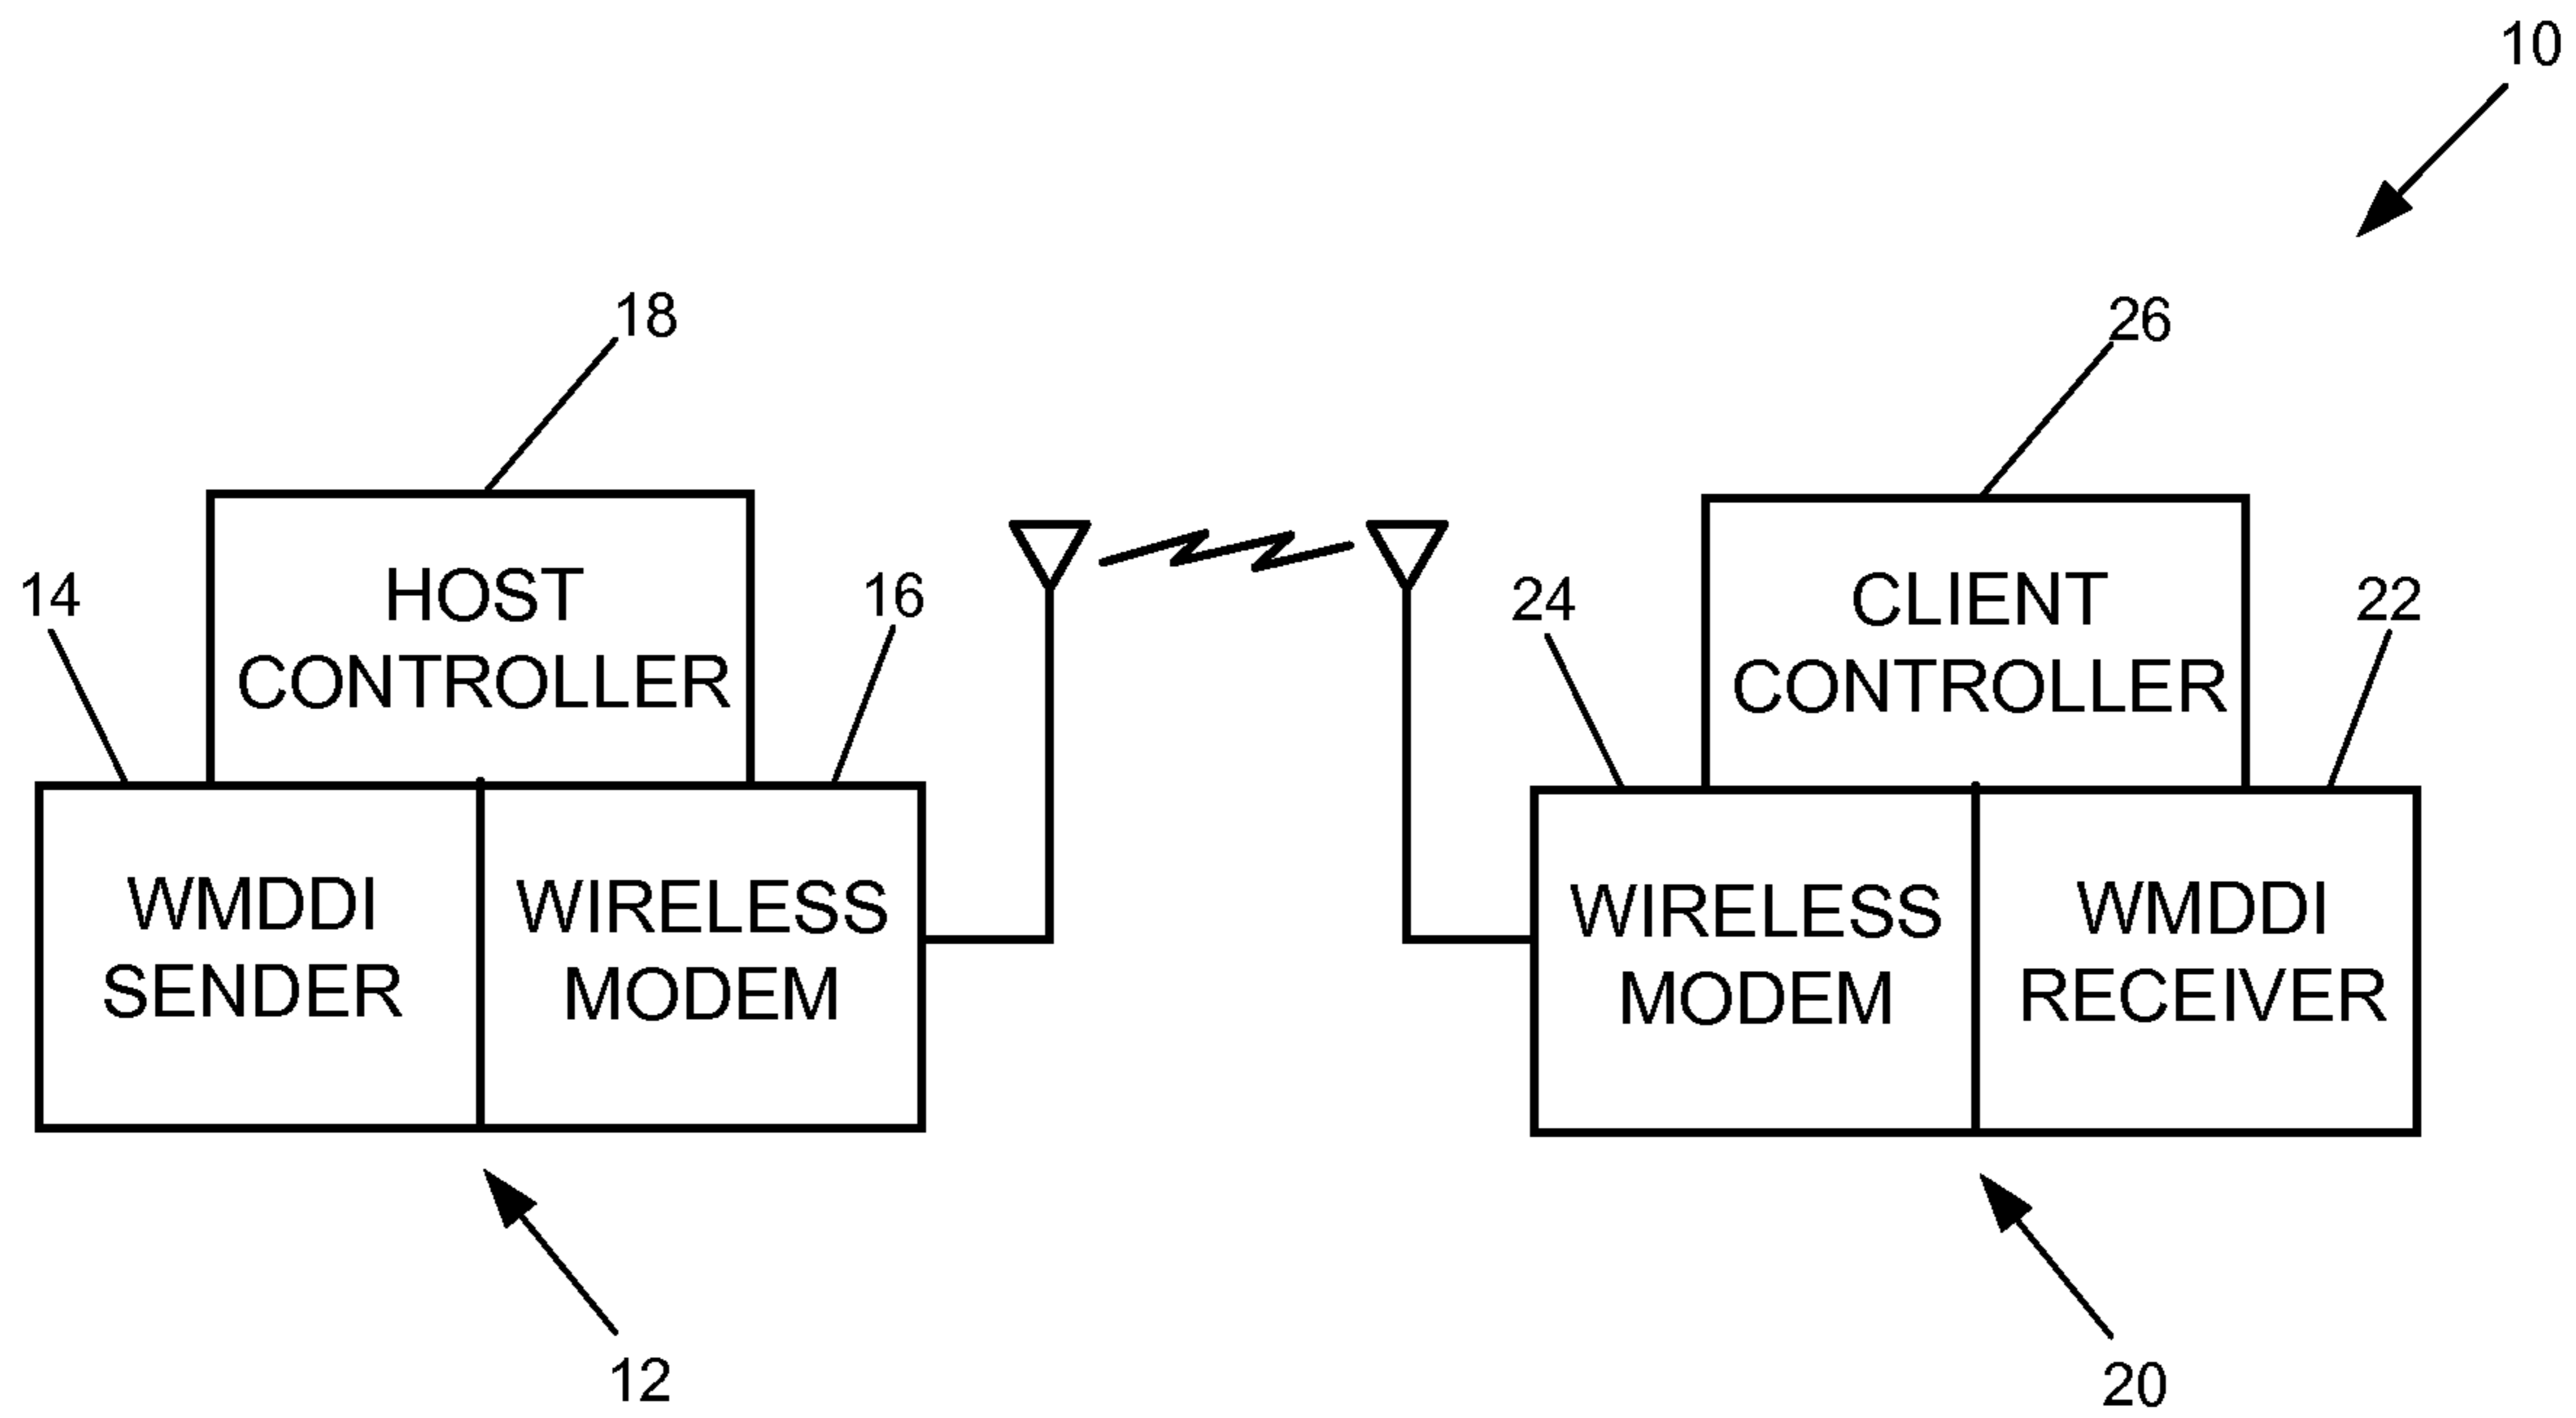 10
18
26
14
HOST
CONTROLLER
16
24
CLIENT
CONTROLLER
22
WMDDI
SENDER
WIRELESS
MODEM
WIRELESS
MODEM
WMDDI
RECEIVER
12
20